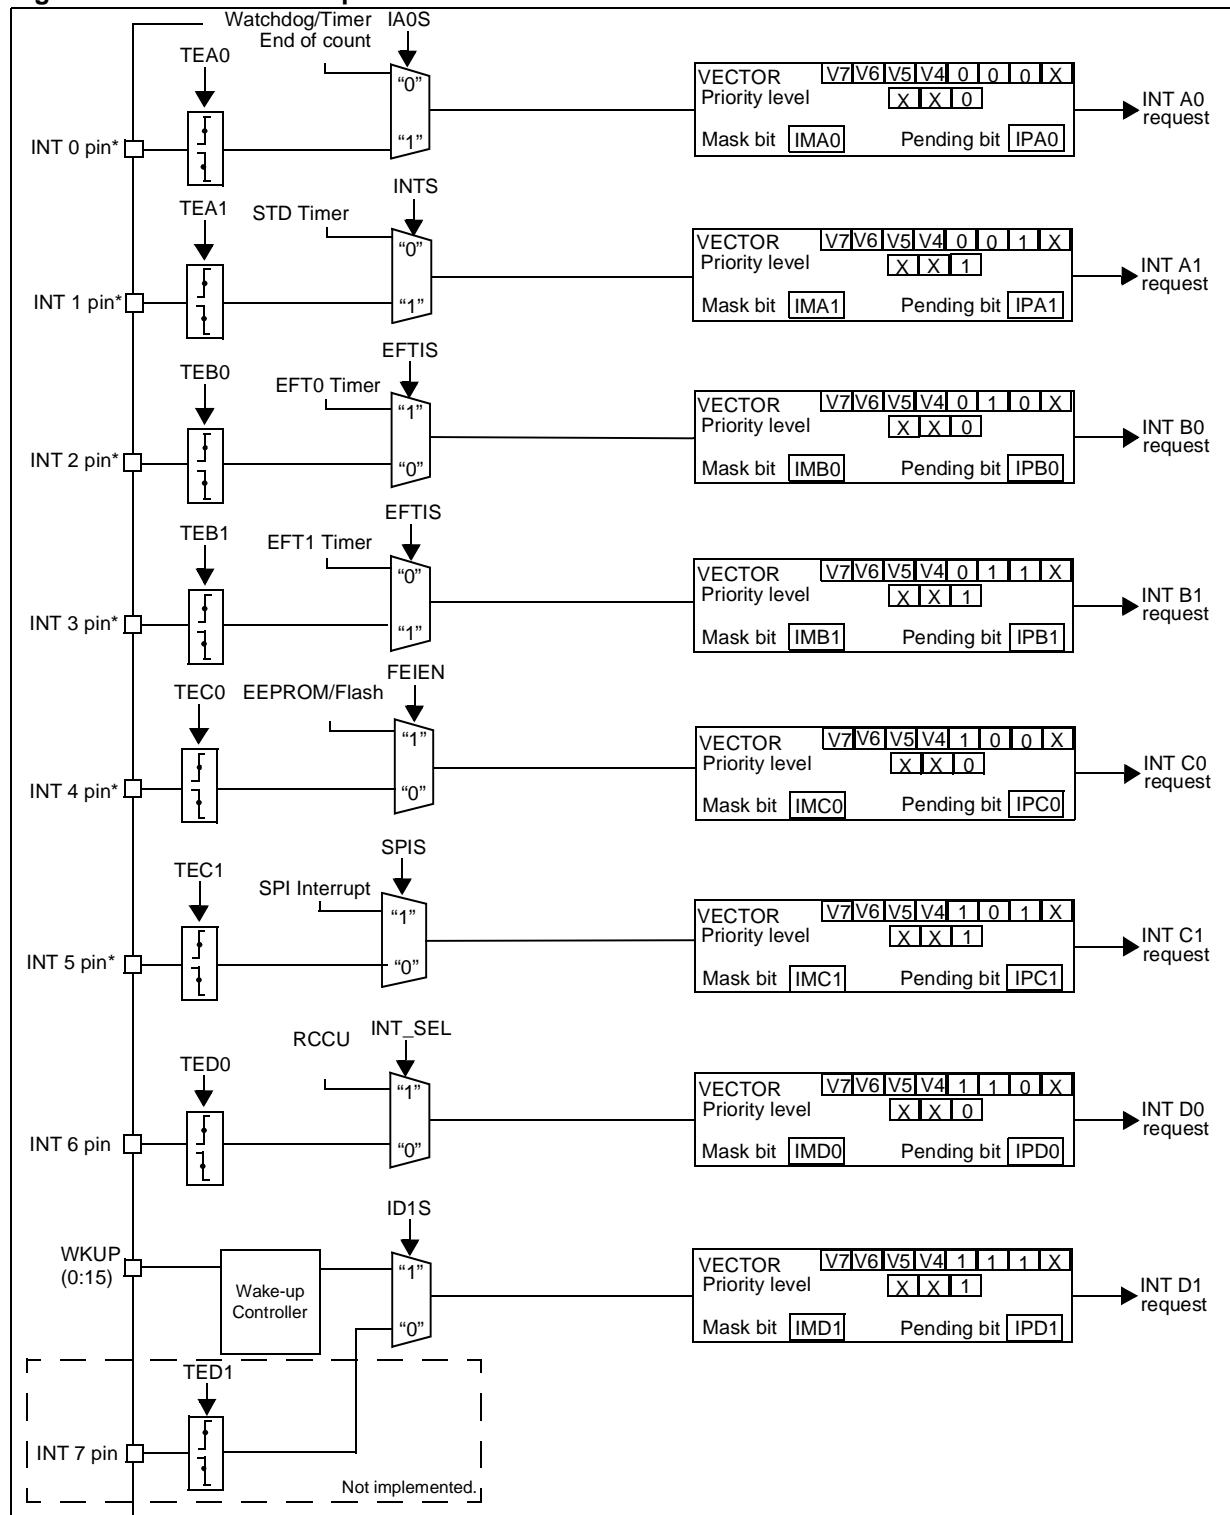 Watchdog/Timer IA0S
End of count
TEA0
"0"
"1"
INT 0 pin*
VECTOR V7 V6 V5 V4 0 0 0 X
Priority level X X 0
Mask bit IMA0 Pending bit IPA0
INT A0
request
INTS
TEA1
STD Timer
"0"
"1"
INT 1 pin*
VECTOR V7 V6 V5 V4 0 0 1 X
Priority level X X 1
Mask bit IMA1 Pending bit IPA1
INT A1
request
EFTIS
TEB0
EFT0 Timer
"1"
"0"
INT 2 pin*
VECTOR V7 V6 V5 V4 0 1 0 X
Priority level X X 0
Mask bit IMB0 Pending bit IPB0
INT B0
request
EFTIS
TEB1
EFT1 Timer
"0"
"1"
INT 3 pin*
VECTOR V7 V6 V5 V4 0 1 1 X
Priority level X X 1
Mask bit IMB1 Pending bit IPB1
INT B1
request
FEIEN
TEC0
EEPROM/Flash
"1"
"0"
INT 4 pin*
VECTOR V7 V6 V5 V4 1 0 0 X
Priority level X X 0
Mask bit IMC0 Pending bit IPC0
INT C0
request
SPIS
TEC1
SPI Interrupt
"1"
"0"
INT 5 pin*
VECTOR V7 V6 V5 V4 1 0 1 X
Priority level X X 1
Mask bit IMC1 Pending bit IPC1
INT C1
request
INT_SEL
RCCU
TED0
"1"
"0"
INT 6 pin
VECTOR V7 V6 V5 V4 1 1 0 X
Priority level X X 0
Mask bit IMD0 Pending bit IPD0
INT D0
request
ID1S
WKUP
(0:15)
Wake-up
Controller
"1"
"0"
VECTOR V7 V6 V5 V4 1 1 1 X
Priority level X X 1
Mask bit IMD1 Pending bit IPD1
INT D1
request
TED1
INT 7 pin
Not implemented.